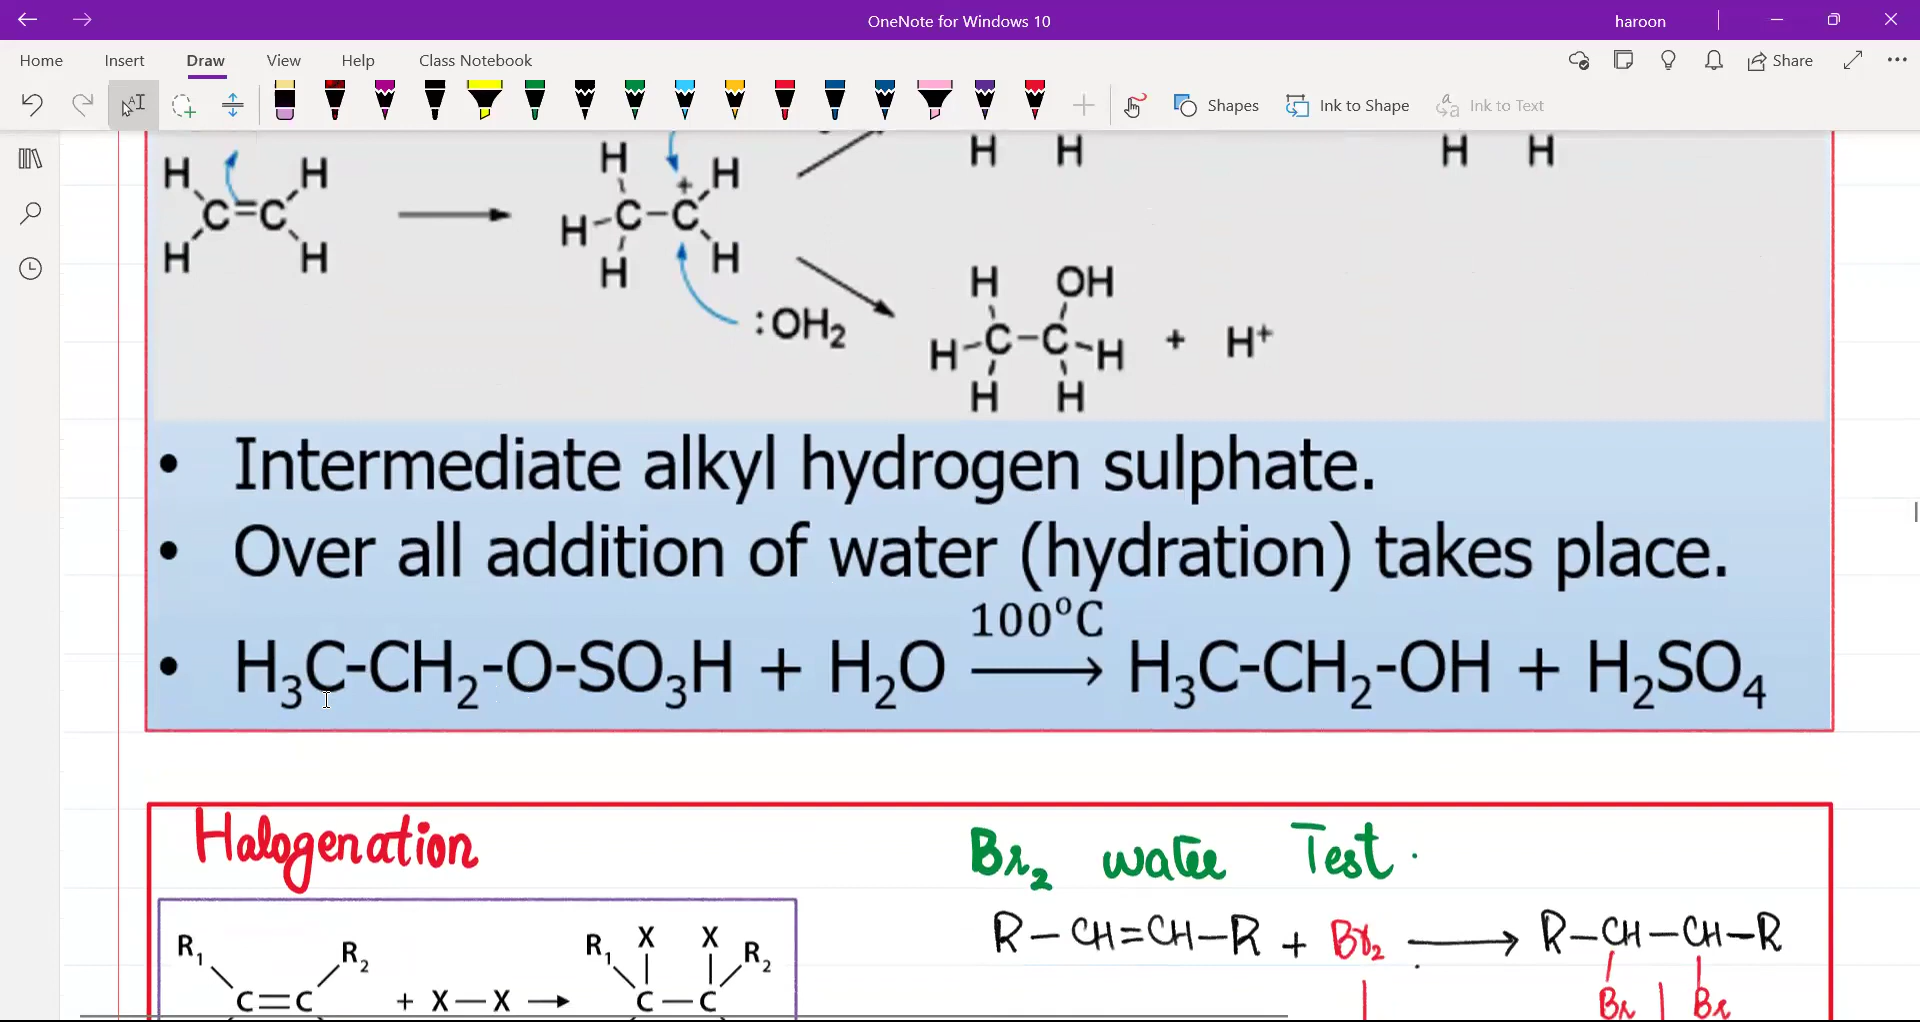 OneNote for Windows 10
haroon
Home Insert Draw View Help Class Notebook
Share
Shapes Ink to Shape Ink to Text
H H
H H
H H
C=C
H H
H
+ H
H-C-C
H H
:OH₂
H OH
H-C-C-H + H⁺
H H
• Intermediate alkyl hydrogen sulphate.
• Over all addition of water (hydration) takes place.
100°C
• H₃C-CH₂-O-SO₃H + H₂O ⟶ H₃C-CH₂-OH + H₂SO₄
Halogenation
Br₂ water Test.
R-CH=CH-R + Br₂ ⟶ R-CH-CH-R
Br Br
R₁ R₂ R₁ X X R₂
C=C + X—X → C—C